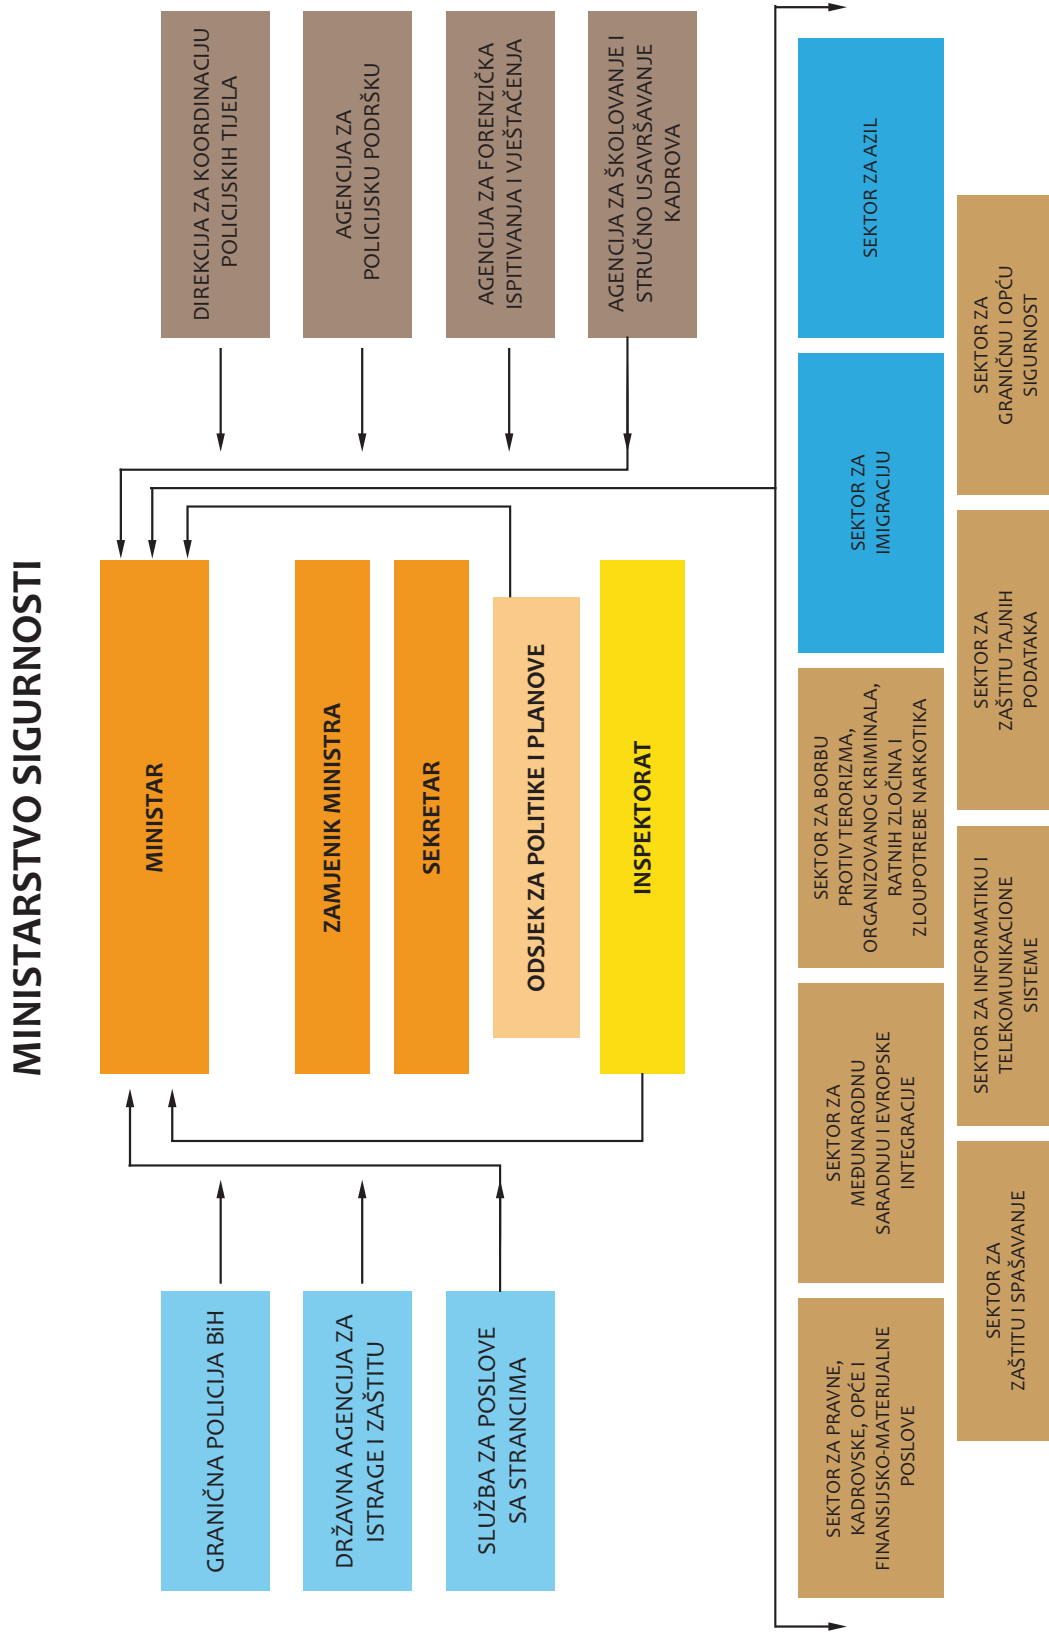 MINISTARSTVO SIGURNOSTI
GRANIČNA POLICIJA BiH
DRŽAVNA AGENCIJA ZA
ISTRAGE I ZAŠTITU
SLUŽBA ZA POSLOVE
SA STRANCIMA
MINISTAR
ZAMJENIK MINISTRA
SEKRETAR
ODSJEK ZA POLITIKE I PLANOVE
INSPEKTORAT
DIREKCIJA ZA KOORDINACIJU
POLICIJSKIH TIJELA
AGENCIJA ZA
POLICIJSKU PODRŠKU
AGENCIJA ZA FORENZIČKA
ISPITIVANJA I VJEŠTAČENJA
AGENCIJA ZA ŠKOLOVANJE I
STRUČNO USAVRŠAVANJE
KADROVA
SEKTOR ZA PRAVNE,
KADROVSKE, OPĆE I
FINANSIJSKO-MATERIJALNE
POSLOVE
SEKTOR ZA
MEĐUNARODNU
SARADNJU I EVROPSKE
INTEGRACIJE
SEKTOR ZA BORBU
PROTIV TERORIZMA,
ORGANIZOVANOG KRIMINALA,
RATNIH ZLOČINA I
ZLOUPOTREBE NARKOTIKA
SEKTOR ZA
IMIGRACIJU
SEKTOR ZA AZIL
SEKTOR ZA
ZAŠTITU I SPAŠAVANJE
SEKTOR ZA INFORMATIKU I
TELEKOMUNIKACIONE
SISTEME
SEKTOR ZA
ZAŠTITU TAJNIH
PODATAKA
SEKTOR ZA
GRANIČNU I OPĆU
SIGURNOST